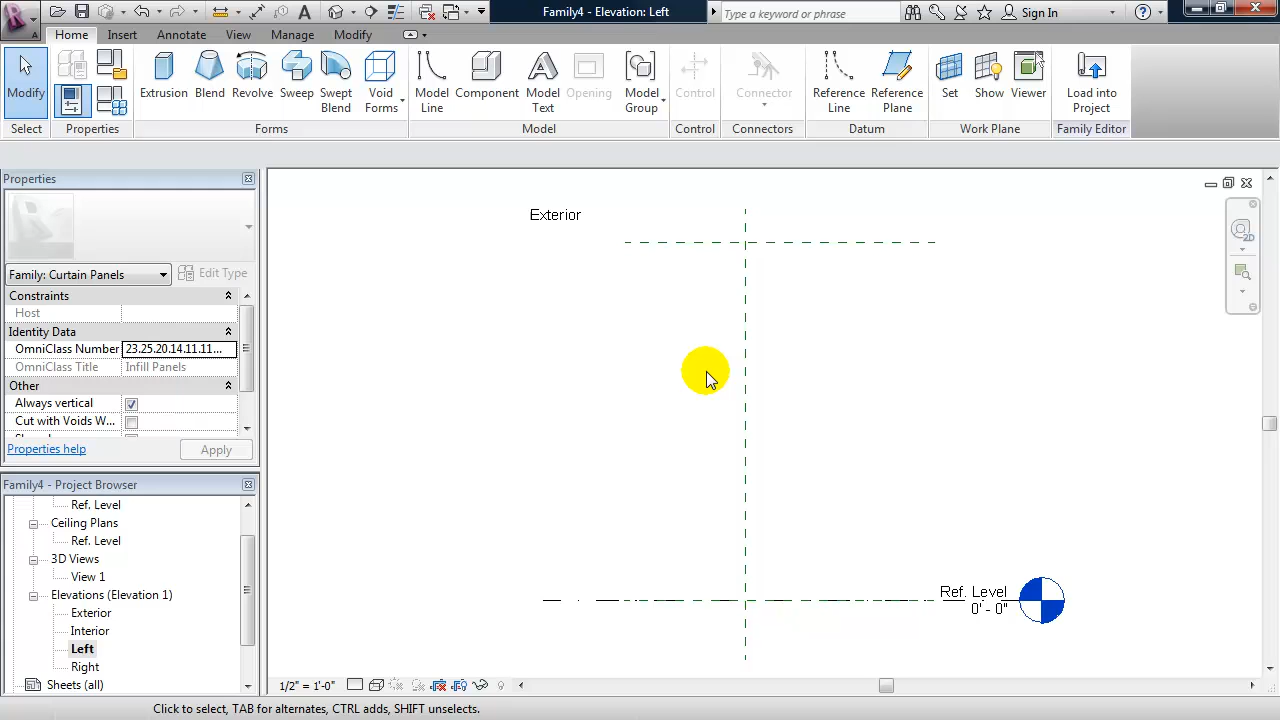 Family4 - Elevation: Left
Type a keyword or phrase
Sign In
Home Insert Annotate View Manage Modify
Modify
Extrusion Blend Revolve Sweep Swept Blend Void Forms
Model Line Component Model Text Opening Model Group
Control Connector
Reference Line Reference Plane
Set Show Viewer
Load into Project
Select Properties Forms Model Control Connectors Datum Work Plane Family Editor
Properties
Family: Curtain Panels Edit Type
Constraints
Host
Identity Data
OmniClass Number 23.25.20.14.11.11...
OmniClass Title Infill Panels
Other
Always vertical
Cut with Voids W...
Properties help Apply
Family4 - Project Browser
Ref. Level
Ceiling Plans
Ref. Level
3D Views
View 1
Elevations (Elevation 1)
Exterior
Interior
Left
Right
Sheets (all)
Exterior
2D
Ref. Level
0' - 0"
1/2" = 1'-0"
Click to select, TAB for alternates, CTRL adds, SHIFT unselects.